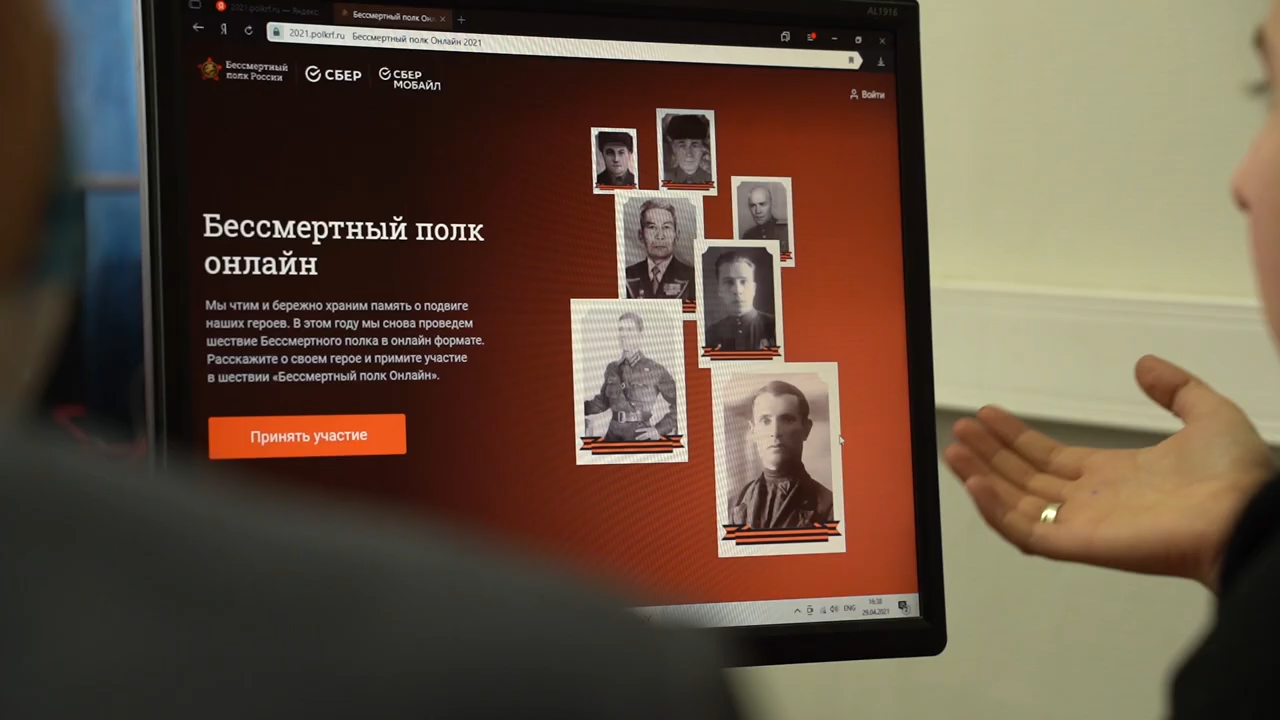 AL1916
2021.polkrf.ru — Яндекс
Бессмертный полк Он
2021.polkrf.ru Бессмертный полк Онлайн 2021
Бессмертный
полк России
СБЕР
СБЕР
МОБАЙЛ
Войти
Бессмертный полк
онлайн
Мы чтим и бережно храним память о подвиге
наших героев. В этом году мы снова проведем
шествие Бессмертного полка в онлайн формате.
Расскажите о своем герое и примите участие
в шествии «Бессмертный полк Онлайн».
Принять участие
ENG
16:38
29.04.2021